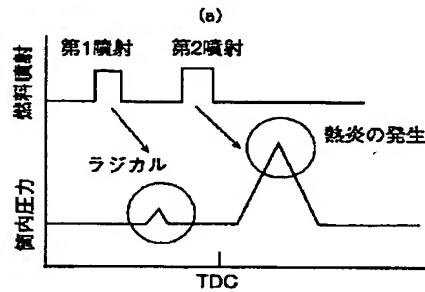 (a)
第1噴射 第2噴射
燃料噴射
熱炎の発生
ラジカル
筒内圧力
TDC